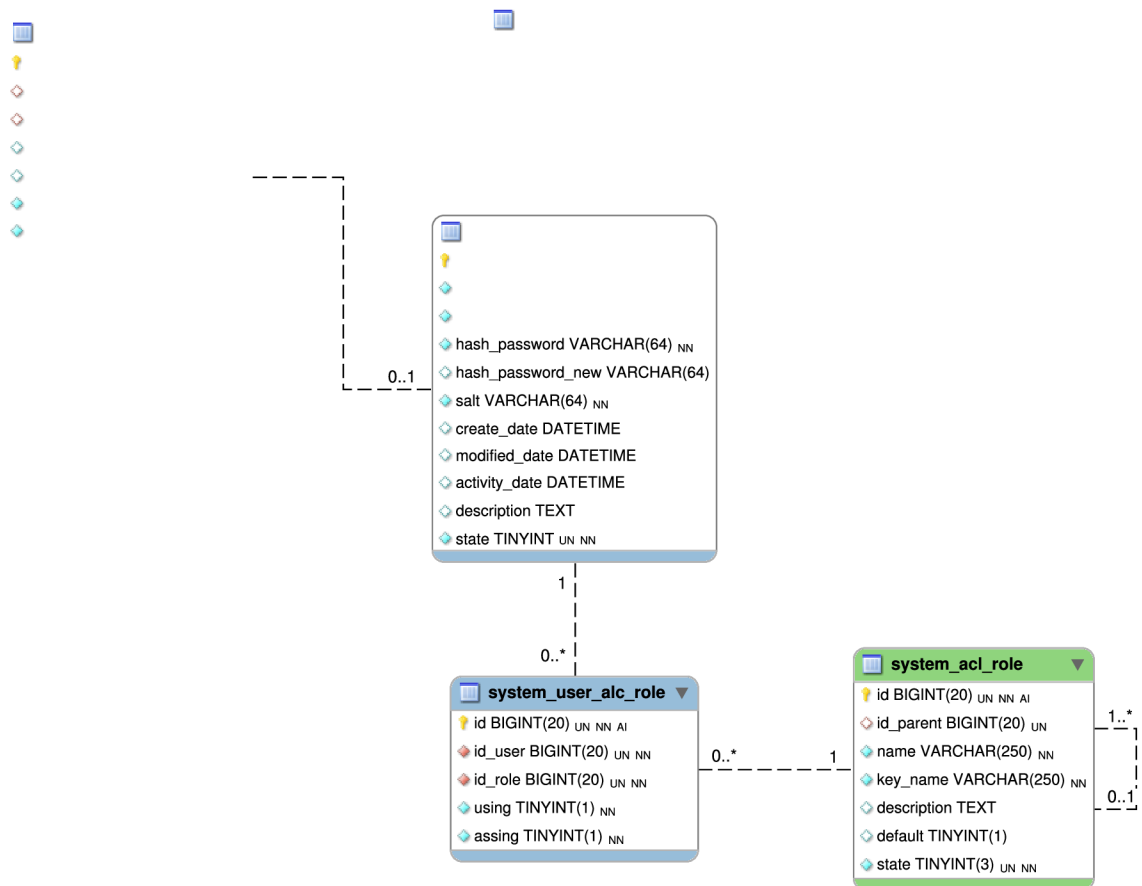 0..1
hash_password VARCHAR(64) NN
hash_password_new VARCHAR(64)
salt VARCHAR(64) NN
create_date DATETIME
modified_date DATETIME
activity_date DATETIME
description TEXT
state TINYINT UN NN
1
0..*
system_user_alc_role
id BIGINT(20) UN NN AI
id_user BIGINT(20) UN NN
id_role BIGINT(20) UN NN
using TINYINT(1) NN
assing TINYINT(1) NN
0..*
1
system_acl_role
id BIGINT(20) UN NN AI
id_parent BIGINT(20) UN
name VARCHAR(250) NN
key_name VARCHAR(250) NN
description TEXT
default TINYINT(1)
state TINYINT(3) UN NN
1..*
0..1